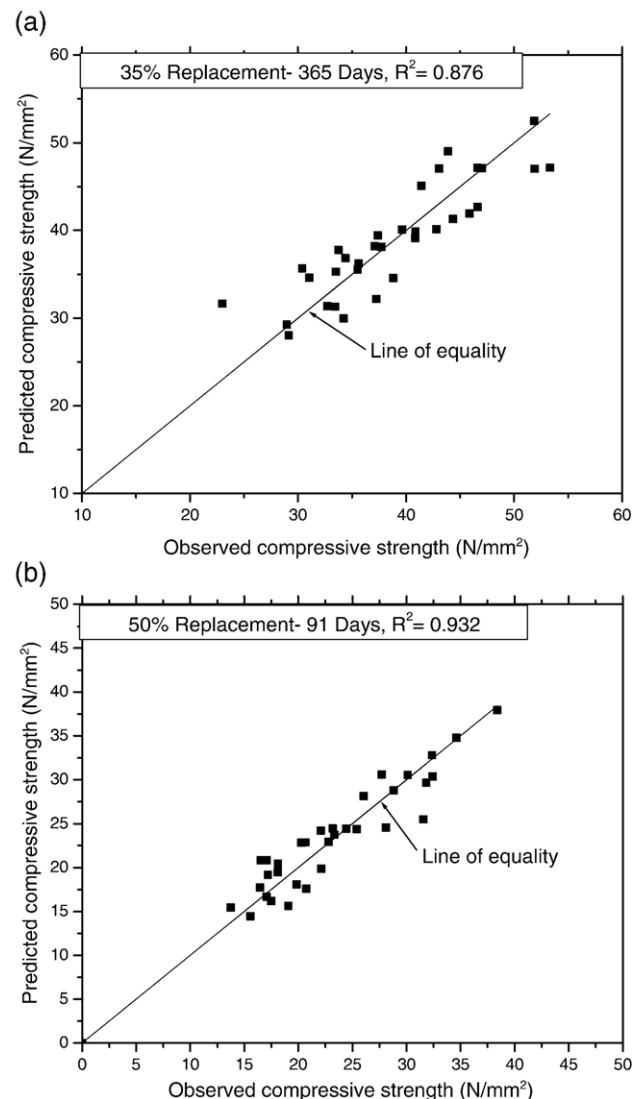 (a)
60
35% Replacement- 365 Days, R²= 0.876
50
40
30
20
10
Predicted compressive strength (N/mm²)
Line of equality
10 20 30 40 50 60
Observed compressive strength (N/mm²)
(b)
50
50% Replacement- 91 Days, R²= 0.932
45
40
35
30
25
20
15
10
5
0
Predicted compressive strength (N/mm²)
Line of equality
0 5 10 15 20 25 30 35 40 45 50
Observed compressive strength (N/mm²)